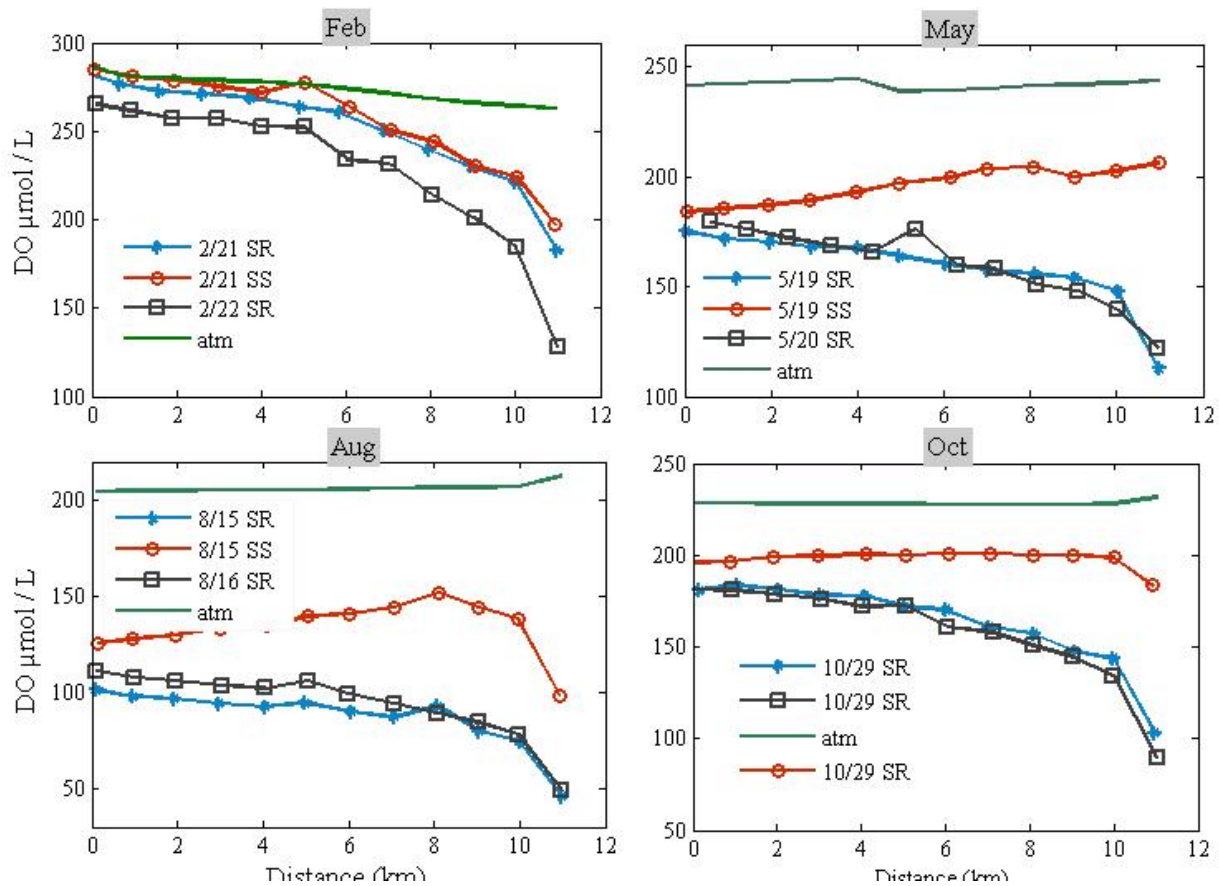 Feb
300
250
200
150
100
DO µmol / L
2/21 SR
2/21 SS
2/22 SR
atm
0 2 4 6 8 10 12
May
250
200
150
100
5/19 SR
5/19 SS
5/20 SR
atm
0 2 4 6 8 10 12
Aug
200
150
100
50
DO µmol / L
8/15 SR
8/15 SS
8/16 SR
atm
0 2 4 6 8 10 12
Distance (km)
Oct
250
200
150
100
50
10/29 SR
10/29 SR
atm
10/29 SR
0 2 4 6 8 10 12
Distance (km)